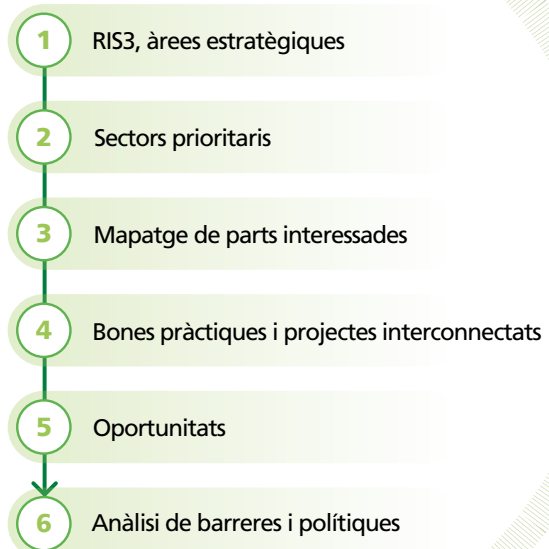 1 RIS3, àrees estratègiques
2 Sectors prioritaris
3 Mapatge de parts interessades
4 Bones pràctiques i projectes interconnectats
5 Oportunitats
6 Anàlisi de barreres i polítiques